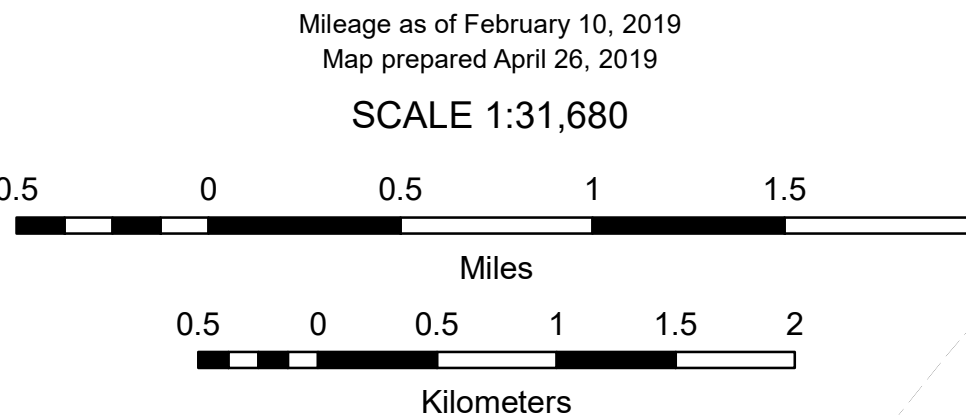 Mileage as of February 10, 2019
Map prepared April 26, 2019
SCALE 1:31,680
0.5 0 0.5 1 1.5
Miles
0.5 0 0.5 1 1.5 2
Kilometers